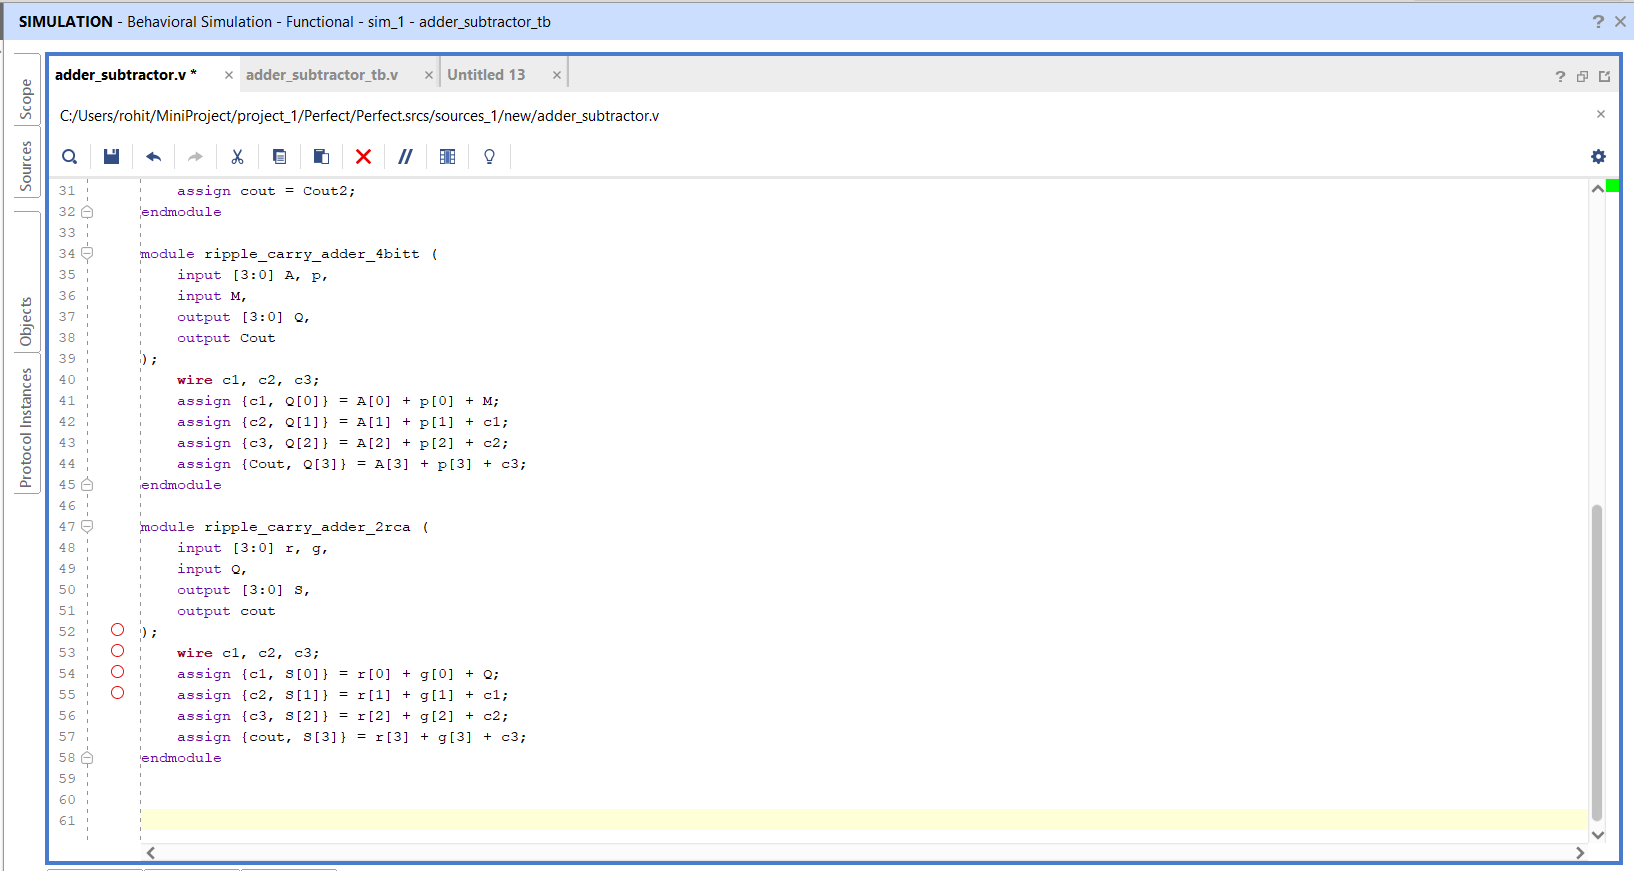 SIMULATION - Behavioral Simulation - Functional - sim_1 - adder_subtractor_tb
Scope
Sources
Objects
Protocol Instances
adder_subtractor.v *
adder_subtractor_tb.v
Untitled 13
C:/Users/rohit/MiniProject/project_1/Perfect/Perfect.srcs/sources_1/new/adder_subtractor.v
31 assign cout = Cout2;
32 endmodule
33
34 module ripple_carry_adder_4bitt (
35 input [3:0] A, p,
36 input M,
37 output [3:0] Q,
38 output Cout
39 );
40 wire c1, c2, c3;
41 assign {c1, Q[0]} = A[0] + p[0] + M;
42 assign {c2, Q[1]} = A[1] + p[1] + c1;
43 assign {c3, Q[2]} = A[2] + p[2] + c2;
44 assign {Cout, Q[3]} = A[3] + p[3] + c3;
45 endmodule
46
47 module ripple_carry_adder_2rca (
48 input [3:0] r, g,
49 input Q,
50 output [3:0] S,
51 output cout
52 );
53 wire c1, c2, c3;
54 assign {c1, S[0]} = r[0] + g[0] + Q;
55 assign {c2, S[1]} = r[1] + g[1] + c1;
56 assign {c3, S[2]} = r[2] + g[2] + c2;
57 assign {cout, S[3]} = r[3] + g[3] + c3;
58 endmodule
59
60
61